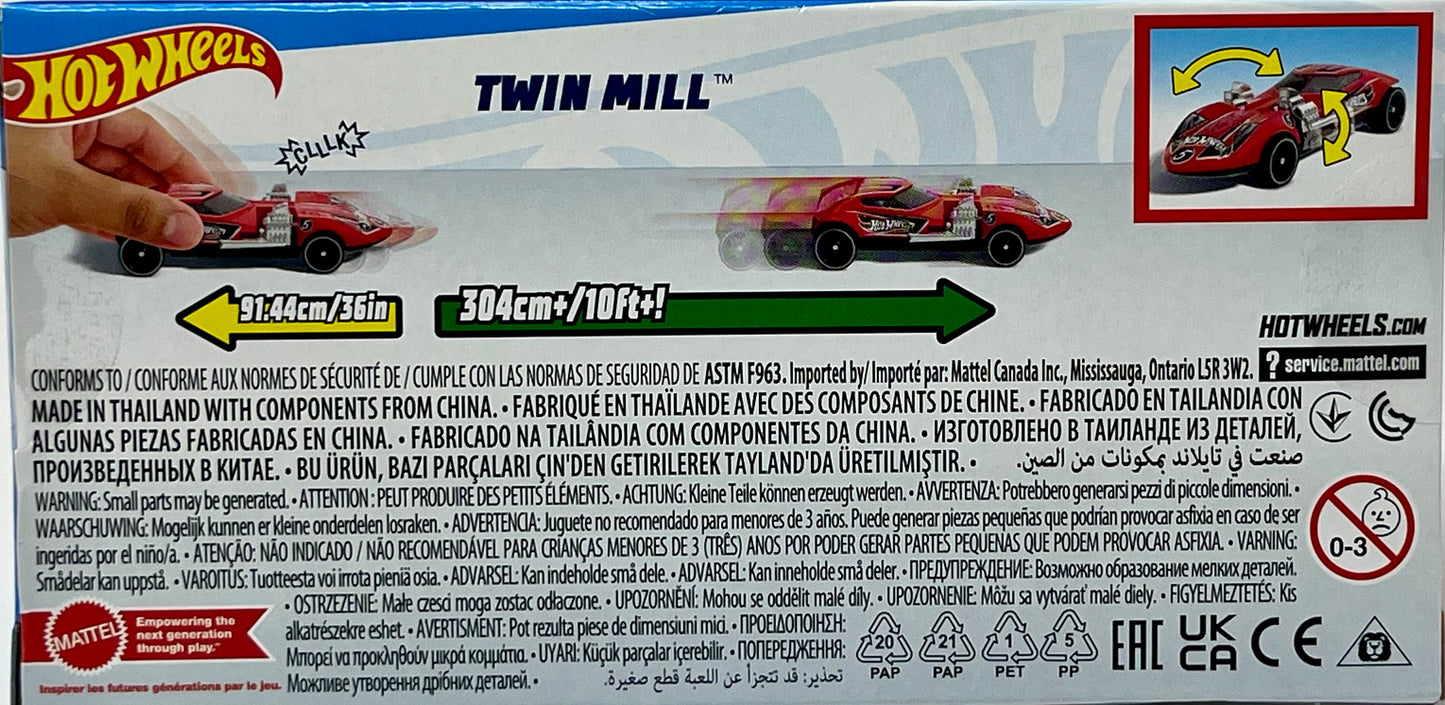 HOT WHEELS
TWIN MILL™
CLLLK
HOT WHEELS
5
91.44cm/36in
304cm+/10ft+!
HOTWHEELS.COM
? service.mattel.com
CONFORMS TO / CONFORME AUX NORMES DE SÉCURITÉ DE / CUMPLE CON LAS NORMAS DE SEGURIDAD DE ASTM F963. Imported by/ Importé par: Mattel Canada Inc., Mississauga, Ontario L5R 3W2.
MADE IN THAILAND WITH COMPONENTS FROM CHINA. • FABRIQUÉ EN THAÏLANDE AVEC DES COMPOSANTS DE CHINE. • FABRICADO EN TAILANDIA CON
ALGUNAS PIEZAS FABRICADAS EN CHINA. • FABRICADO NA TAILÂNDIA COM COMPONENTES DA CHINA. • ИЗГОТОВЛЕНО В ТАИЛАНДЕ ИЗ ДЕТАЛЕЙ,
ПРОИЗВЕДЕННЫХ В КИТАЕ. • BU ÜRÜN, BAZI PARÇALARI ÇIN'DEN GETIRILEREK TAYLAND'DA ÜRETILMIŞTIR. • صنعت في تايلاند بمكونات من الصين.
WARNING: Small parts may be generated. • ATTENTION : PEUT PRODUIRE DES PETITS ÉLÉMENTS. • ACHTUNG: Kleine Teile können erzeugt werden. • AVVERTENZA: Potrebbero generarsi pezzi di piccole dimensioni. •
WAARSCHUWING: Mogelijk kunnen er kleine onderdelen losraken. • ADVERTENCIA: Juguete no recomendado para menores de 3 años. Puede generar piezas pequeñas que podrían provocar asfixia en caso de ser
ingeridas por el niño/a. • ATENÇÃO: NÃO INDICADO / NÃO RECOMENDÁVEL PARA CRIANÇAS MENORES DE 3 (TRÊS) ANOS POR PODER GERAR PARTES PEQUENAS QUE PODEM PROVOCAR ASFIXIA. • VARNING:
Smådelar kan uppstå. • VAROITUS: Tuotteesta voi irrota pieniä osia. • ADVARSEL: Kan indeholde små dele. • ADVARSEL: Kan inneholde små deler. • ПРЕДУПРЕЖДЕНИЕ: Возможно образование мелких деталей.
• OSTRZEZENIE: Małe czesci moga zostac odłaczone. • UPOZORNĚNÍ: Mohou se oddělit malé díly. • UPOZORNENIE: Môžu sa vytvárať malé diely. • FIGYELMEZTETÉS: Kis
alkatrészekre eshet. • AVERTISMENT: Pot rezulta piese de dimensiuni mici. • ΠΡΟΕΙΔΟΠΟΙΗΣΗ:
Μπορεί να προκληθούν μικρά κομμάτια. • UYARI: Küçük parçalar içerebilir. • ПОПЕРЕДЖЕННЯ:
Можливе утворення дрібних деталей. • تحذير: قد تتجزأ عن اللعبة قطع صغيرة.
0-3
MATTEL
Empowering the
next generation
through play.™
Inspirer les futures générations par le jeu.
20 PAP
21 PAP
1 PET
5 PP
EAC
UK
CA
CE